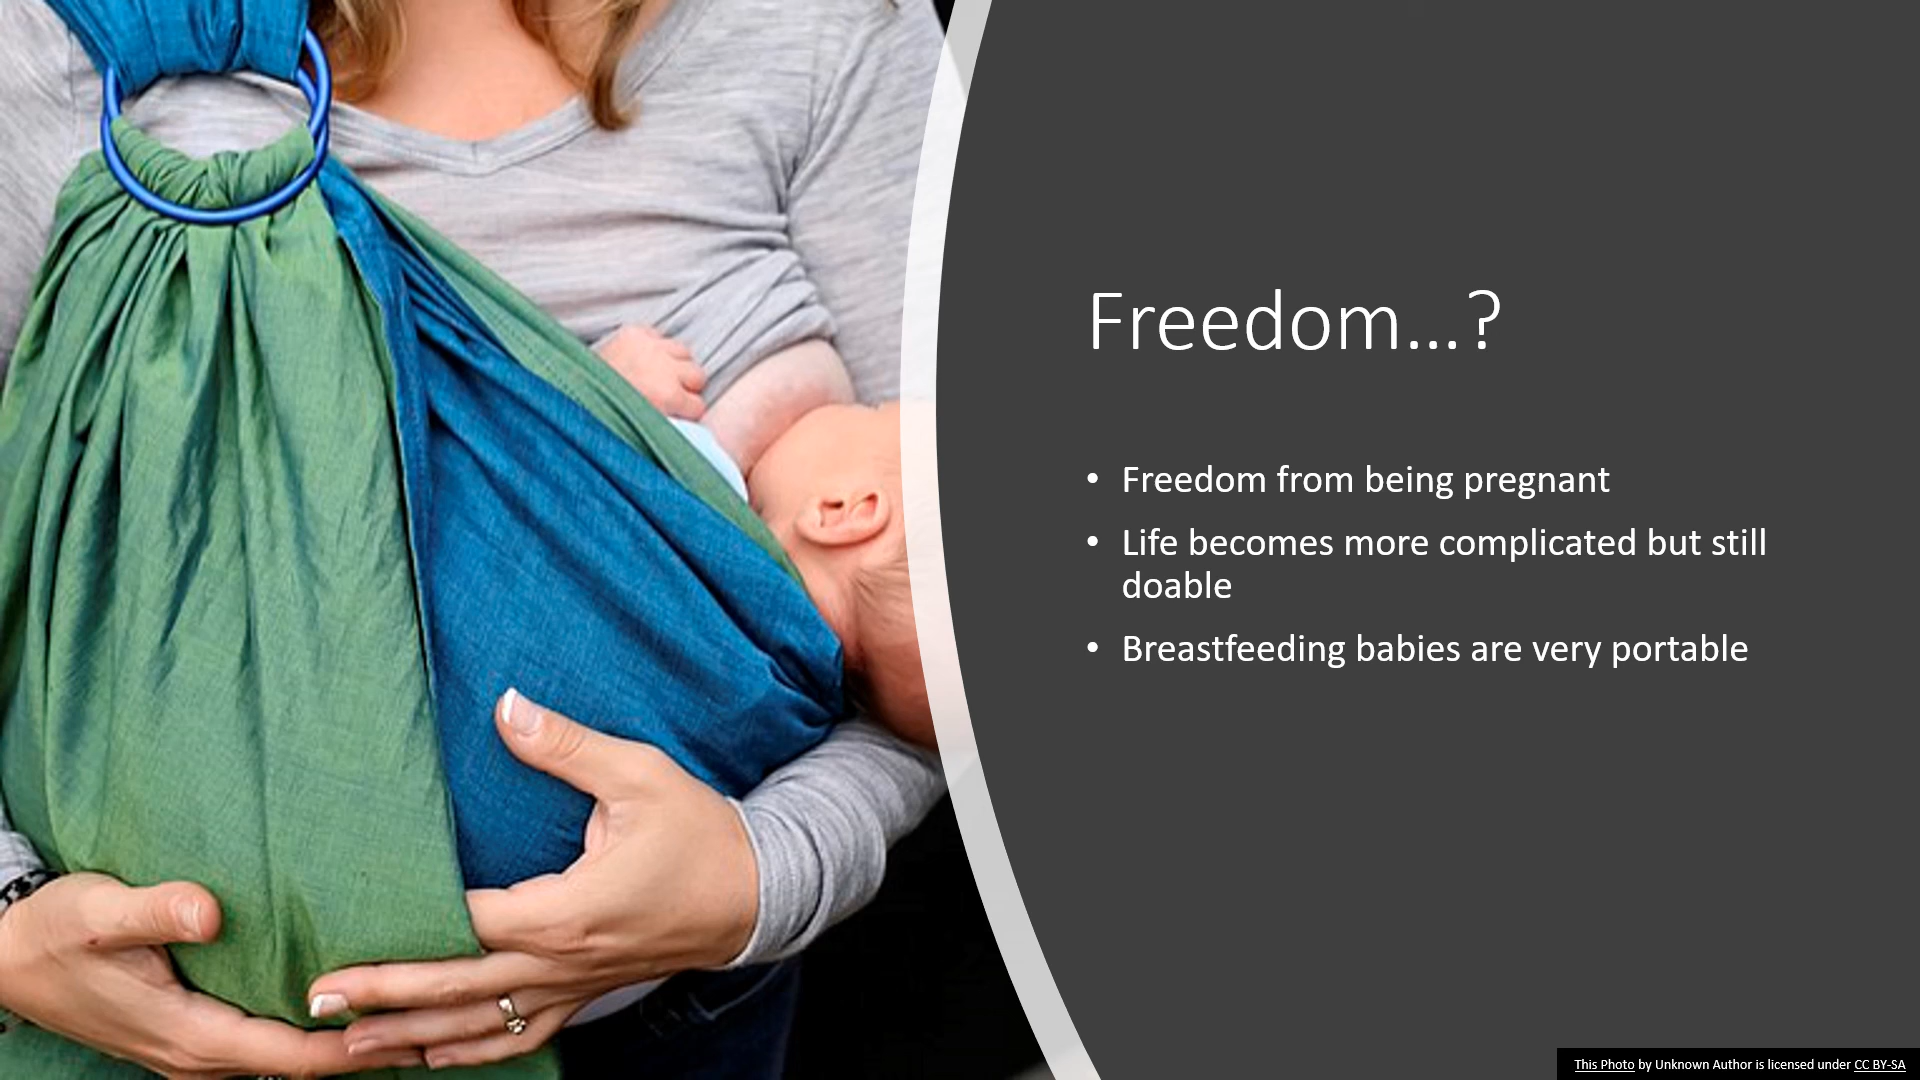 Freedom…?
• Freedom from being pregnant
• Life becomes more complicated but still
doable
• Breastfeeding babies are very portable
This Photo by Unknown Author is licensed under CC BY-SA